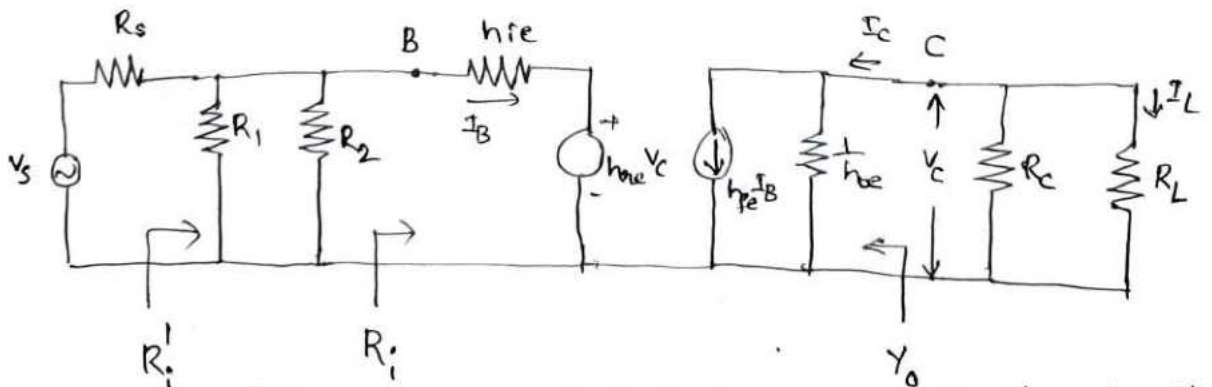 Rs B hie Ic C
IB IL
Vs R1 R2 + hre Vc - hfe IB 1/hoe Vc Rc RL
Ri' Ri Yo